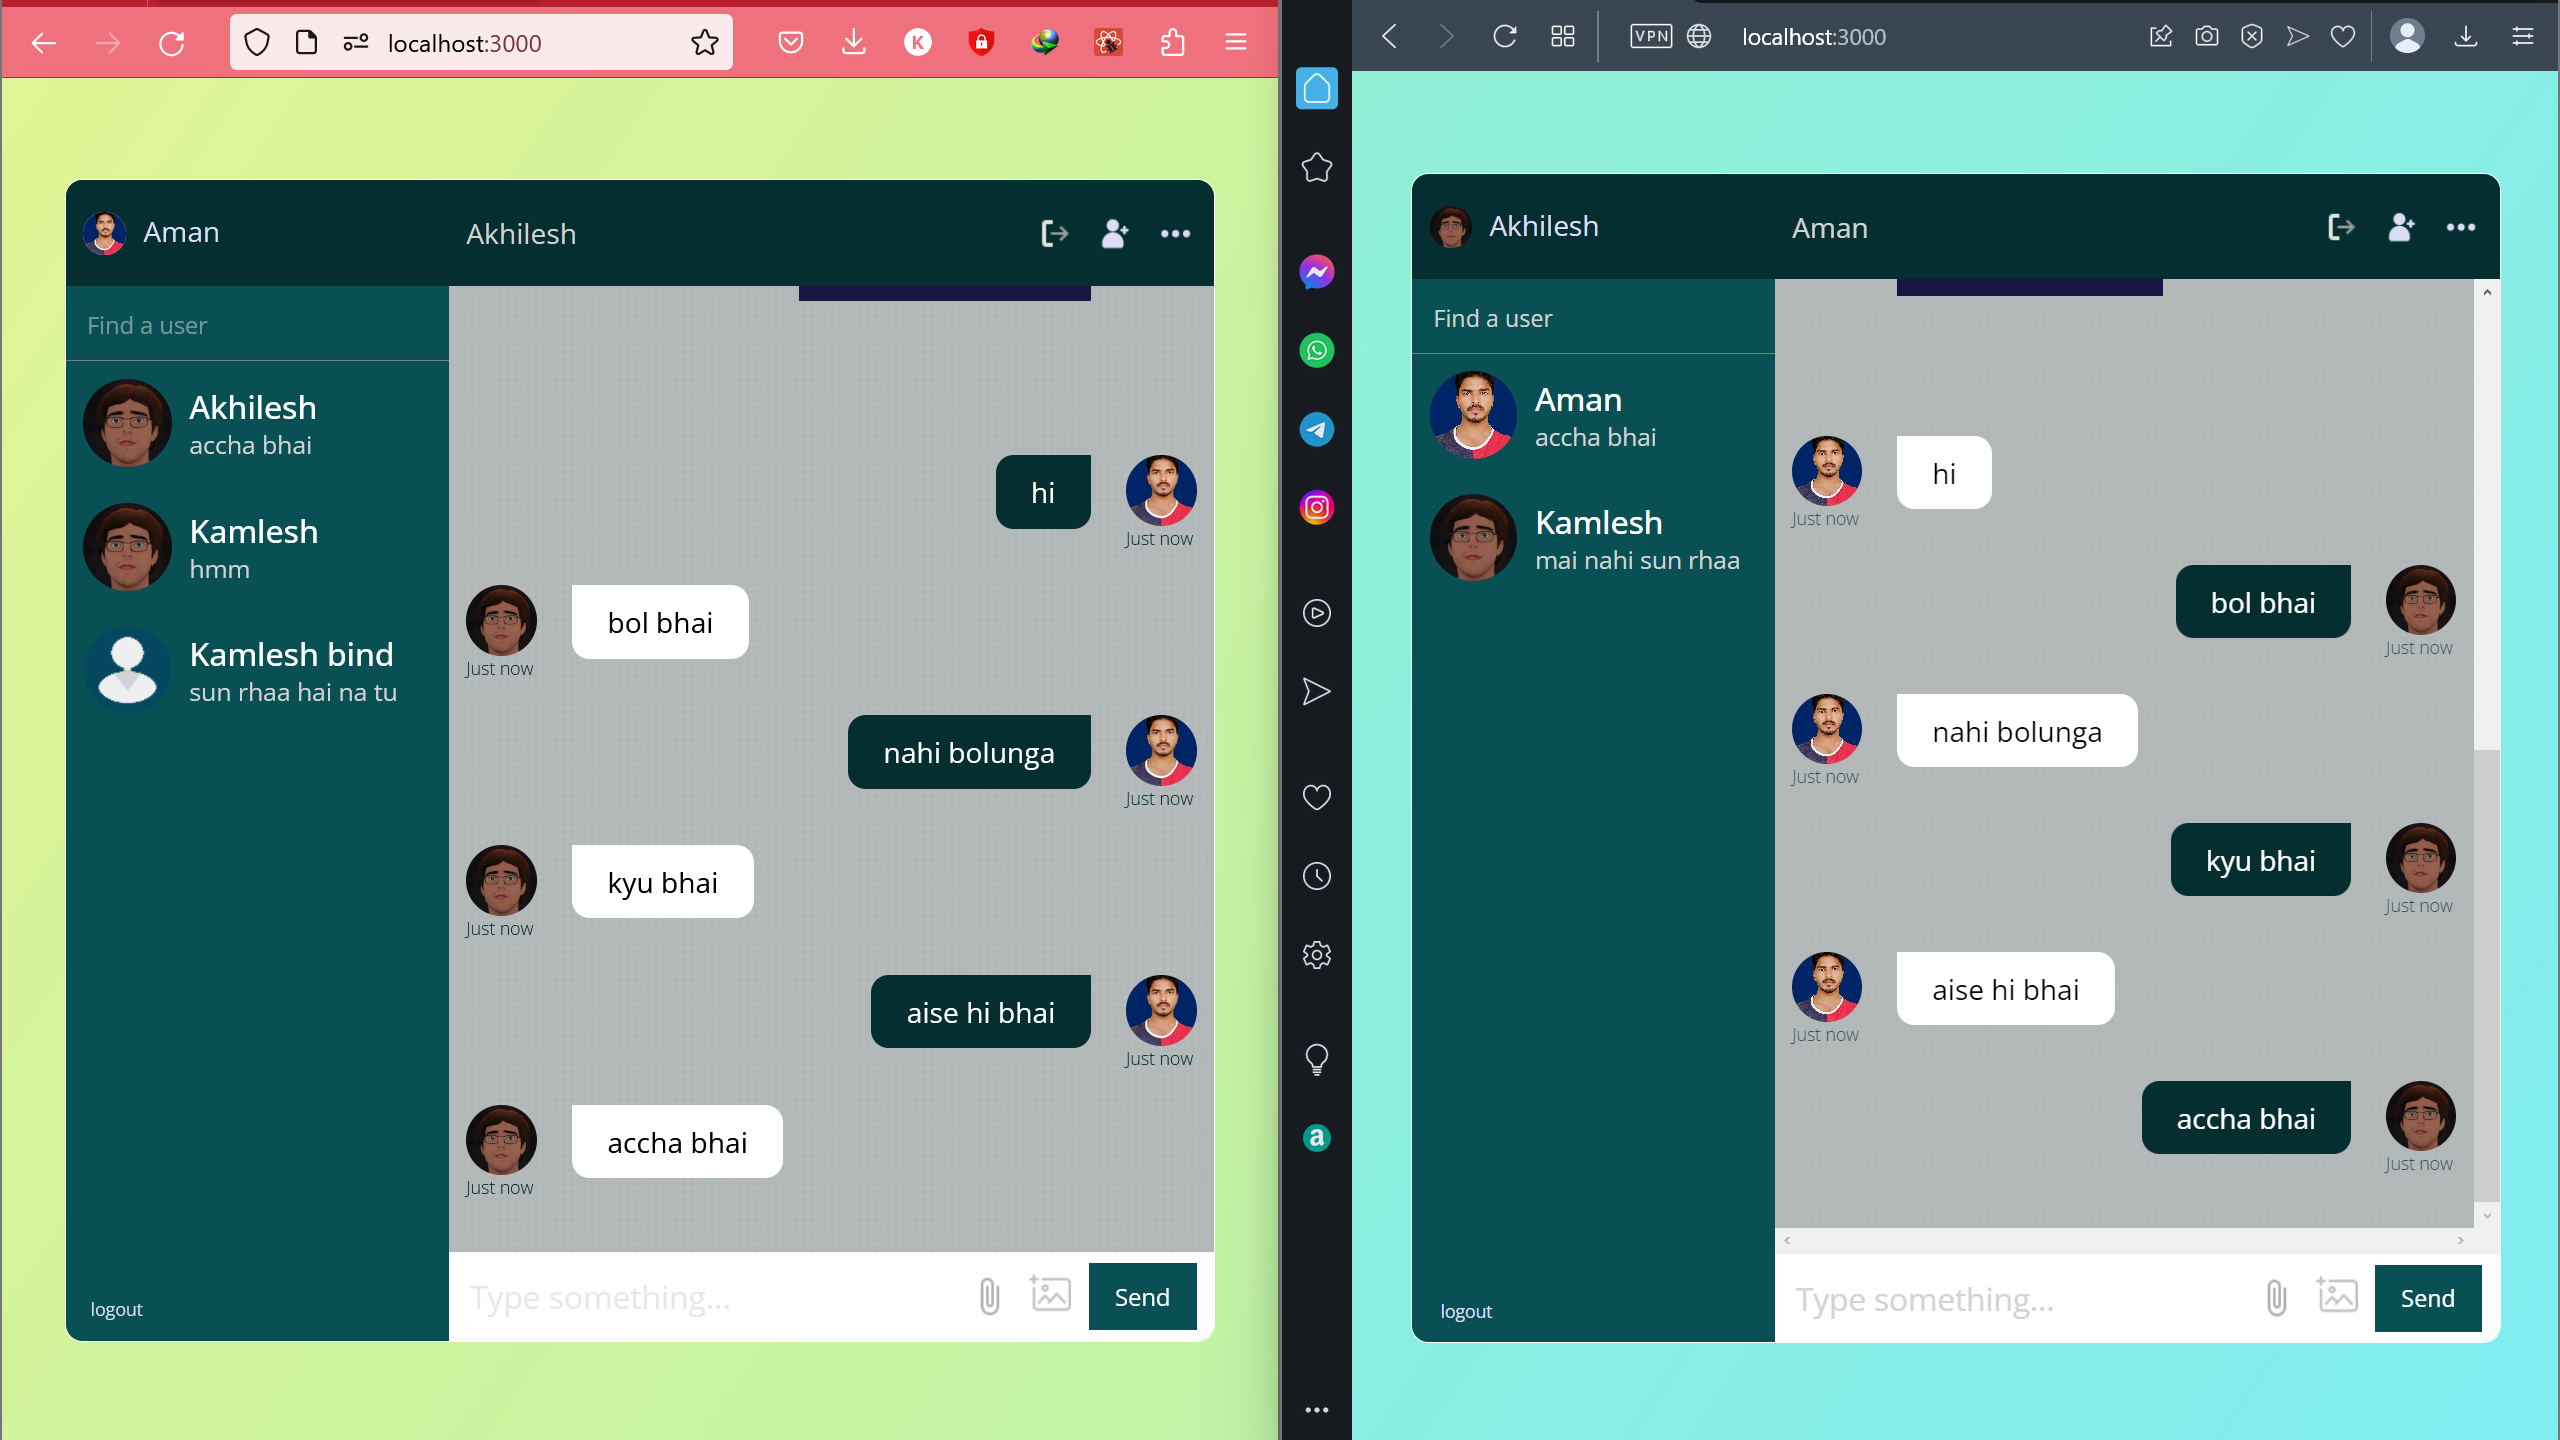 localhost:3000
K
Aman
Akhilesh
Find a user
Akhilesh
accha bhai
Kamlesh
hmm
Kamlesh bind
sun rhaa hai na tu
logout
hi
Just now
bol bhai
Just now
nahi bolunga
Just now
kyu bhai
Just now
aise hi bhai
Just now
accha bhai
Just now
Type something...
Send
VPN
localhost:3000
a
Akhilesh
Aman
Find a user
Aman
accha bhai
Kamlesh
mai nahi sun rhaa
logout
hi
Just now
bol bhai
Just now
nahi bolunga
Just now
kyu bhai
Just now
aise hi bhai
Just now
accha bhai
Just now
Type something...
Send